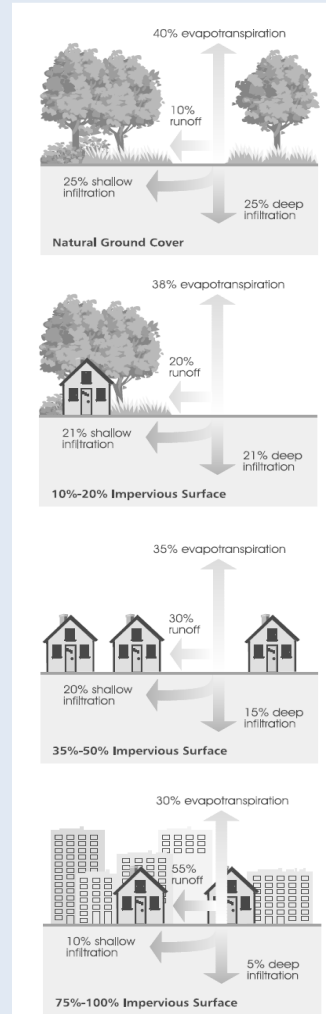 40% evapotranspiration
10%
runoff
25% shallow
infiltration
25% deep
infiltration
Natural Ground Cover
38% evapotranspiration
20%
runoff
21% shallow
infiltration
21% deep
infiltration
10%-20% Impervious Surface
35% evapotranspiration
30%
runoff
20% shallow
infiltration
15% deep
infiltration
35%-50% Impervious Surface
30% evapotranspiration
55%
runoff
10% shallow
infiltration
5% deep
infiltration
75%-100% Impervious Surface